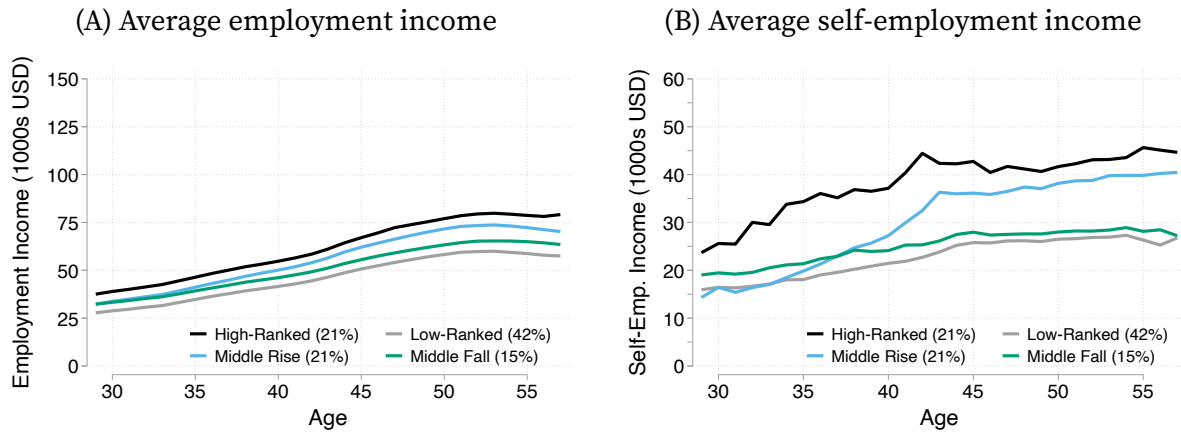 (A) Average employment income
Employment Income (1000s USD)
150
125
100
75
50
25
0
High-Ranked (21%)
Low-Ranked (42%)
Middle Rise (21%)
Middle Fall (15%)
30
35
40
45
50
55
Age
(B) Average self-employment income
Self-Emp. Income (1000s USD)
60
50
40
30
20
10
0
High-Ranked (21%)
Low-Ranked (42%)
Middle Rise (21%)
Middle Fall (15%)
30
35
40
45
50
55
Age